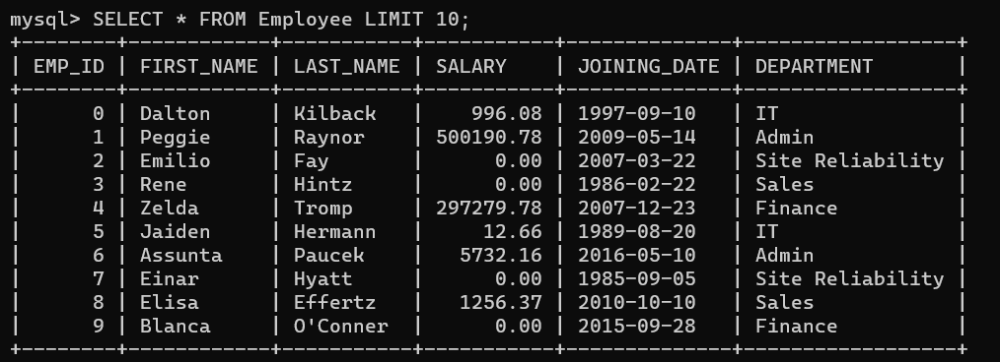 mysql> SELECT * FROM Employee LIMIT 10;
+--------+------------+-----------+-----------+--------------+------------------+
| EMP_ID | FIRST_NAME | LAST_NAME | SALARY    | JOINING_DATE | DEPARTMENT       |
+--------+------------+-----------+-----------+--------------+------------------+
|      0 | Dalton     | Kilback   |    996.08 | 1997-09-10   | IT               |
|      1 | Peggie     | Raynor    | 500190.78 | 2009-05-14   | Admin            |
|      2 | Emilio     | Fay       |      0.00 | 2007-03-22   | Site Reliability |
|      3 | Rene       | Hintz     |      0.00 | 1986-02-22   | Sales            |
|      4 | Zelda      | Tromp     | 297279.78 | 2007-12-23   | Finance          |
|      5 | Jaiden     | Hermann   |     12.66 | 1989-08-20   | IT               |
|      6 | Assunta    | Paucek    |   5732.16 | 2016-05-10   | Admin            |
|      7 | Einar      | Hyatt     |      0.00 | 1985-09-05   | Site Reliability |
|      8 | Elisa      | Effertz   |   1256.37 | 2010-10-10   | Sales            |
|      9 | Blanca     | O'Conner  |      0.00 | 2015-09-28   | Finance          |
+--------+------------+-----------+-----------+--------------+------------------+